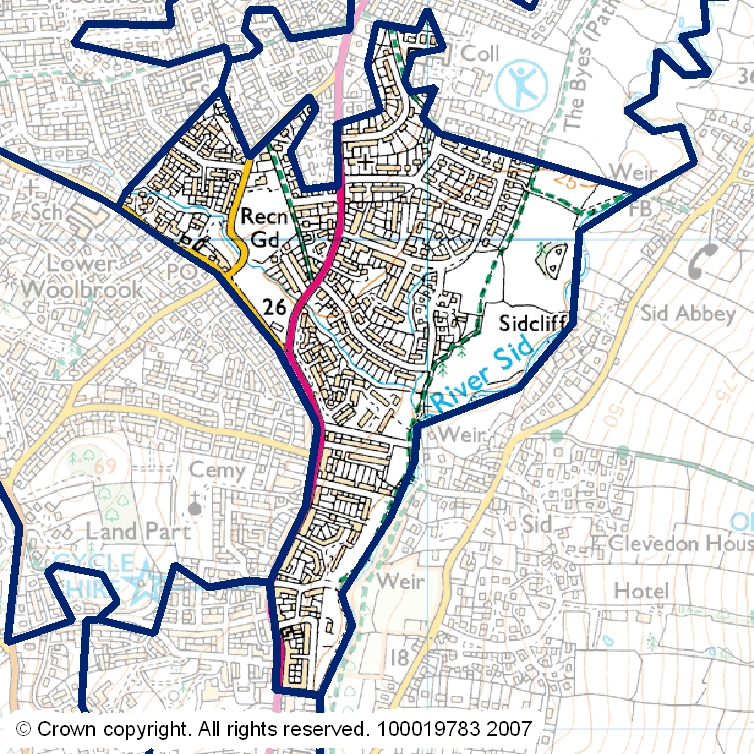 Coll
The Byes (Path
36
Weir
25
FB
Sch
Recn
Gd
Lower
Woolbrook
PO
26
Sidcliff
Sid Abbey
River Sid
75
50
Weir
69
Cemy
Land Part
Sid
Clevedon House
CYCLE
HIRE
Weir
Hotel
18
© Crown copyright. All rights reserved. 100019783 2007